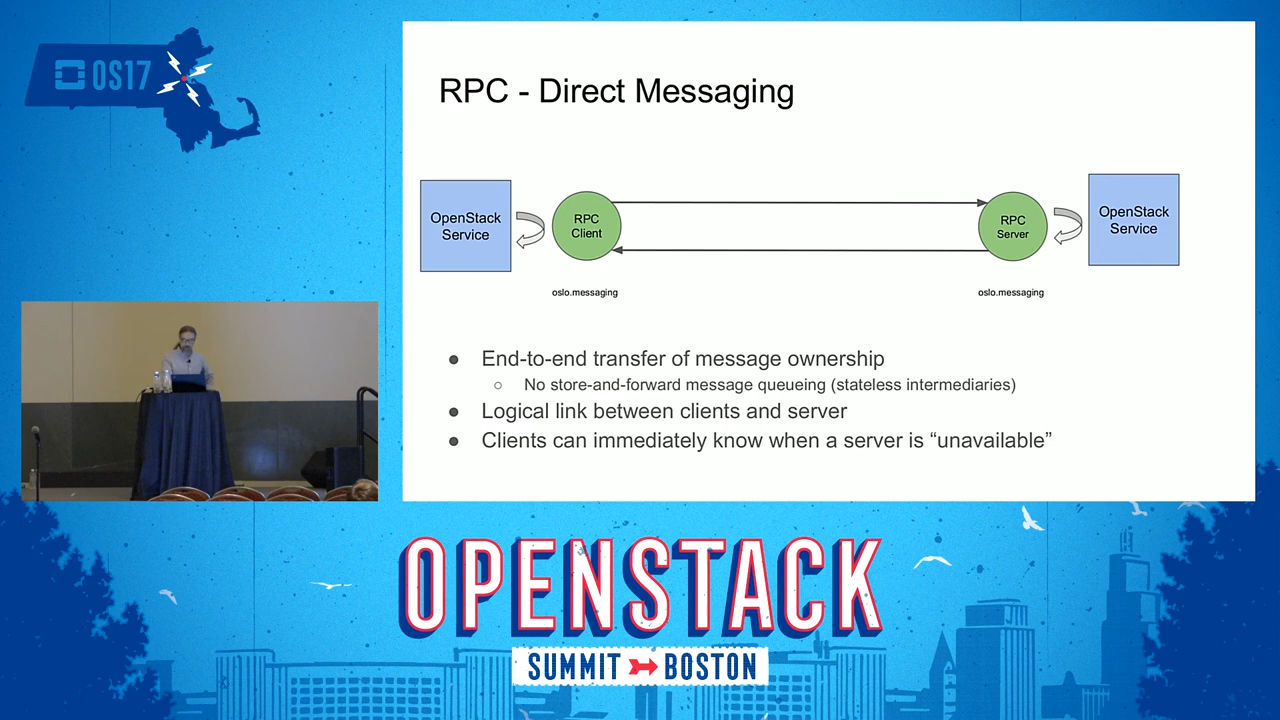 OS17
RPC - Direct Messaging
OpenStack
Service
RPC
Client
RPC
Server
OpenStack
Service
oslo.messaging
oslo.messaging
● End-to-end transfer of message ownership
○ No store-and-forward message queueing (stateless intermediaries)
● Logical link between clients and server
● Clients can immediately know when a server is “unavailable”
OPENSTACK
SUMMIT BOSTON